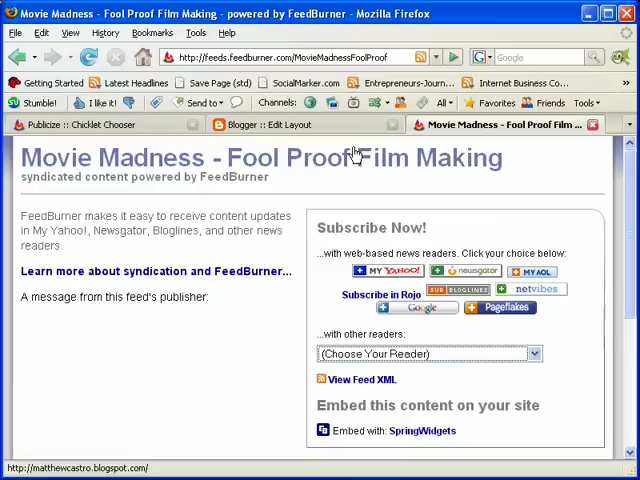 Movie Madness - Fool Proof Film Making - powered by FeedBurner - Mozilla Firefox
File Edit View History Bookmarks Tools Help
http://feeds.feedburner.com/MovieMadnessFoolProof
G Google
Getting Started Latest Headlines Save Page (std) SocialMarker.com Entrepreneurs-Journ... Internet Business Co...
Stumble! I like it! Send to Channels: All Favorites Friends Tools
Publicize :: Chicklet Chooser Blogger :: Edit Layout Movie Madness - Fool Proof Film ...
Movie Madness - Fool Proof Film Making
syndicated content powered by FeedBurner
FeedBurner makes it easy to receive content updates
in My Yahoo!, Newsgator, Bloglines, and other news
readers.
Learn more about syndication and FeedBurner...
A message from this feed's publisher:
Subscribe Now!
...with web-based news readers. Click your choice below:
MY YAHOO! newsgator MY AOL
Subscribe in Rojo SUB BLOGLINES netvibes
Google Pageflakes
...with other readers:
(Choose Your Reader)
View Feed XML
Embed this content on your site
Embed with: SpringWidgets
http://matthewcastro.blogspot.com/